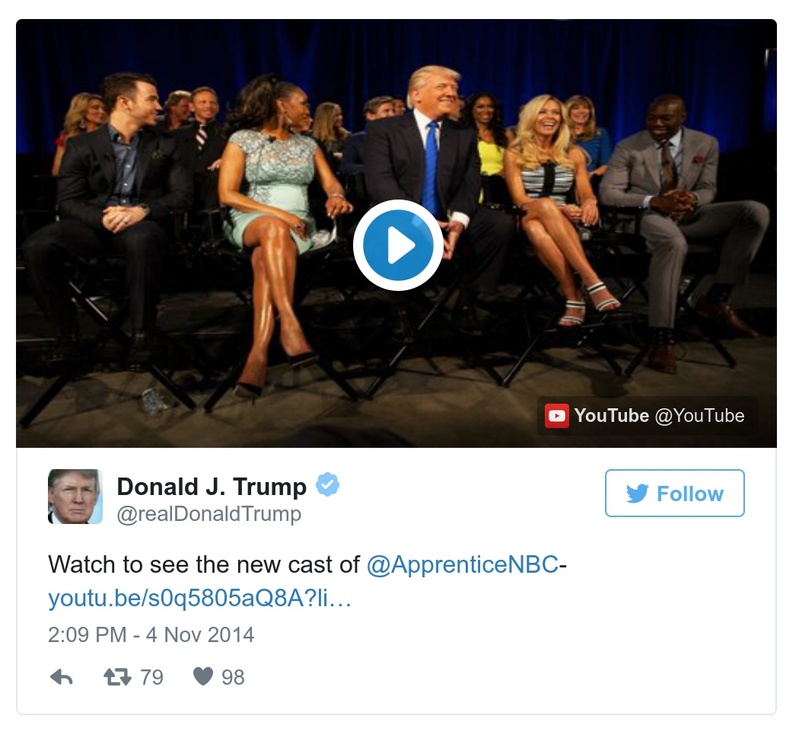 YouTube @YouTube
Donald J. Trump
Follow
@realDonaldTrump
Watch to see the new cast of @ApprenticeNBC-
youtu.be/s0q5805aQ8A?li…
2:09 PM - 4 Nov 2014
79 98